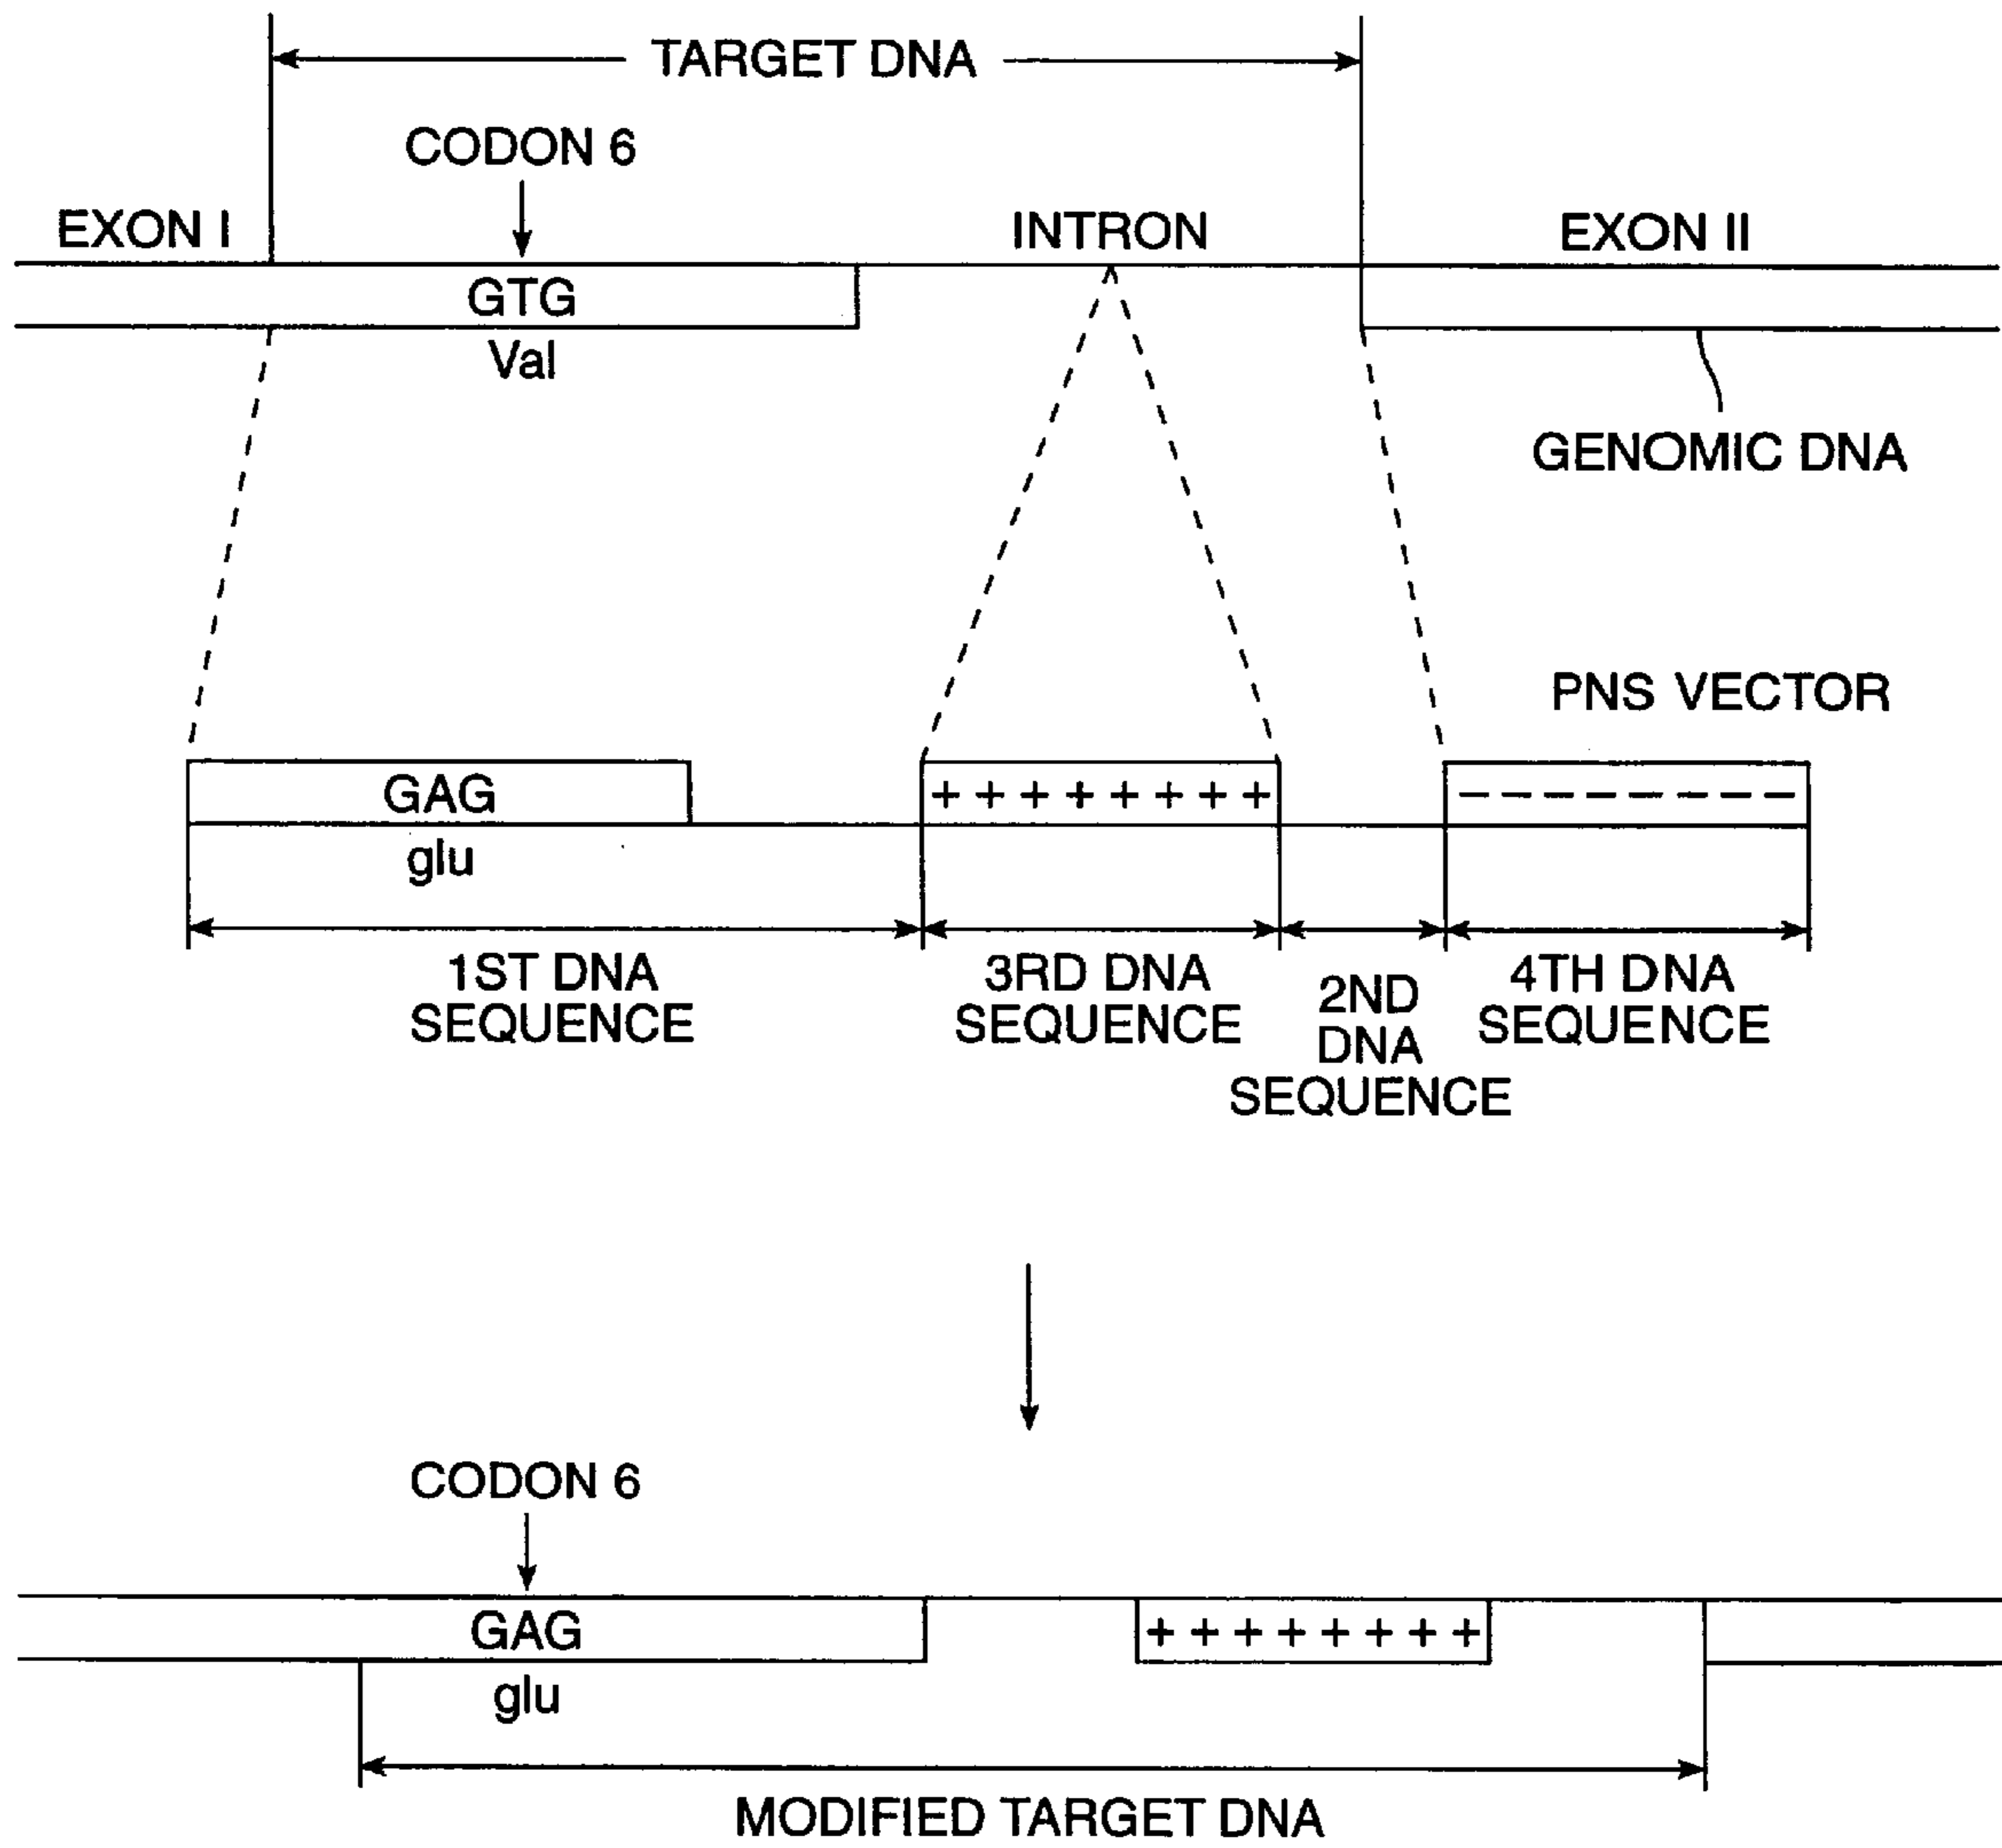 TARGET DNA
CODON 6
EXON I
INTRON
EXON II
GTG
Val
GENOMIC DNA
PNS VECTOR
GAG
+ + + + + + + +
– – – – – – – –
glu
1ST DNA
SEQUENCE
3RD DNA
SEQUENCE
2ND
DNA
SEQUENCE
4TH DNA
SEQUENCE
CODON 6
GAG
+ + + + + + + +
glu
MODIFIED TARGET DNA